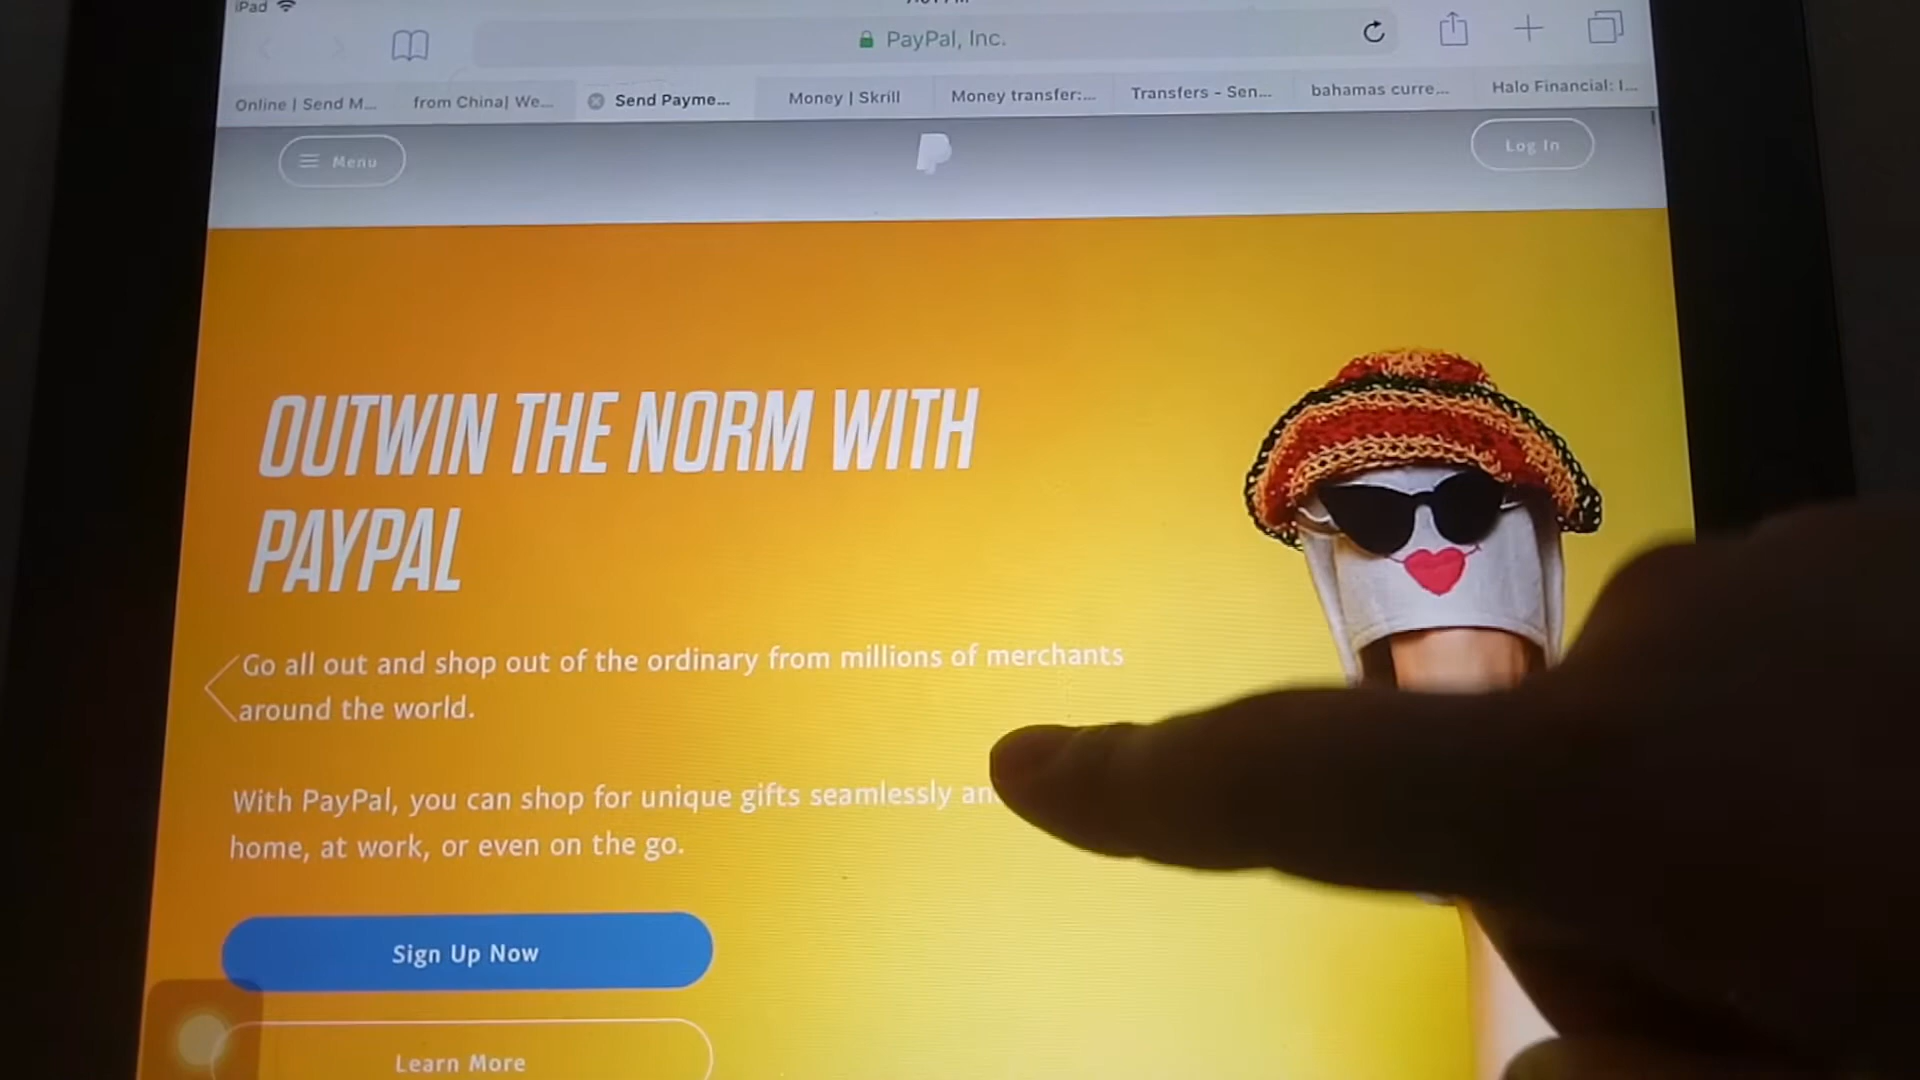 iPad
PayPal, Inc.
Online | Send M...
from China| We...
Send Payme...
Money | Skrill
Money transfer:...
Transfers - Sen...
bahamas curre...
Halo Financial: I...
Menu
Log In
OUTWIN THE NORM WITH
PAYPAL
Go all out and shop out of the ordinary from millions of merchants
around the world.
With PayPal, you can shop for unique gifts seamlessly
home, at work, or even on the go.
Sign Up Now
Learn More